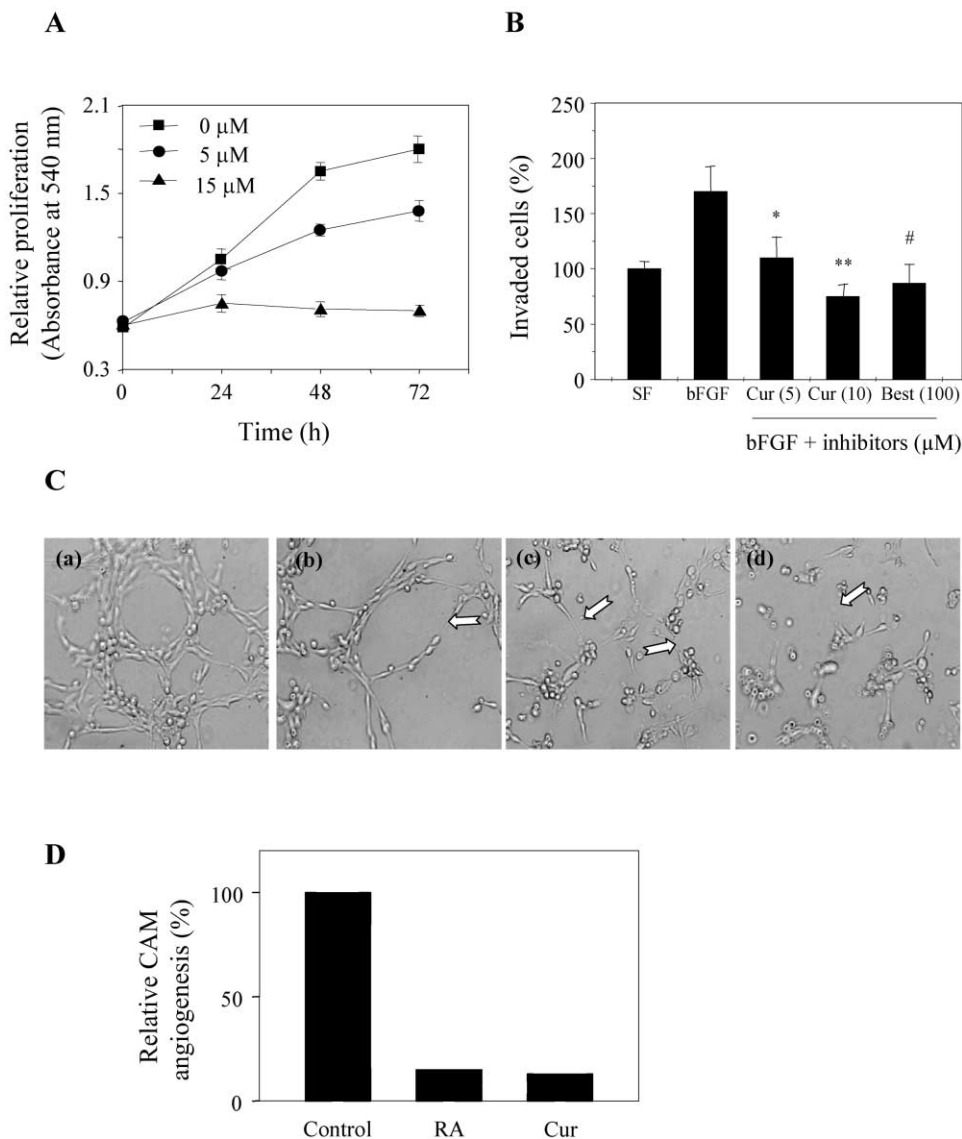 A
Relative proliferation
(Absorbance at 540 nm)
2.1
1.5
0.9
0.3
0 µM
5 µM
15 µM
0 24 48 72
Time (h)
B
Invaded cells (%)
250
200
150
100
50
0
*
**
#
SF bFGF Cur (5) Cur (10) Best (100)
bFGF + inhibitors (µM)
C
(a) (b) (c) (d)
D
Relative CAM
angiogenesis (%)
100
50
0
Control RA Cur